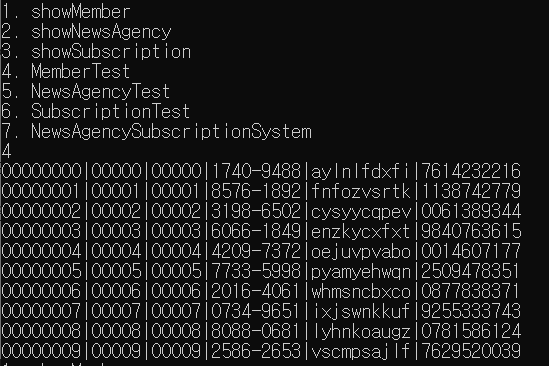 1. showMember
2. showNewsAgency
3. showSubscription
4. MemberTest
5. NewsAgencyTest
6. SubscriptionTest
7. NewsAgencySubscriptionSystem
4
00000000|00000|00000|1740-9488|aylnlfdxfi|7614232216
00000001|00001|00001|8576-1892|fnfozvsrtk|1138742779
00000002|00002|00002|3198-6502|cysyycqpev|0061389344
00000003|00003|00003|6066-1849|enzkycxfxt|9840763615
00000004|00004|00004|4209-7372|oejuvpvabo|0014607177
00000005|00005|00005|7733-5998|pyamyehwqn|2509478351
00000006|00006|00006|2016-4061|whmsncbxco|0877838371
00000007|00007|00007|0734-9651|ixjswnkkuf|9255333743
00000008|00008|00008|8088-0681|lyhnkoaugz|0781586124
00000009|00009|00009|2586-2653|vscmpsajlf|7629520039